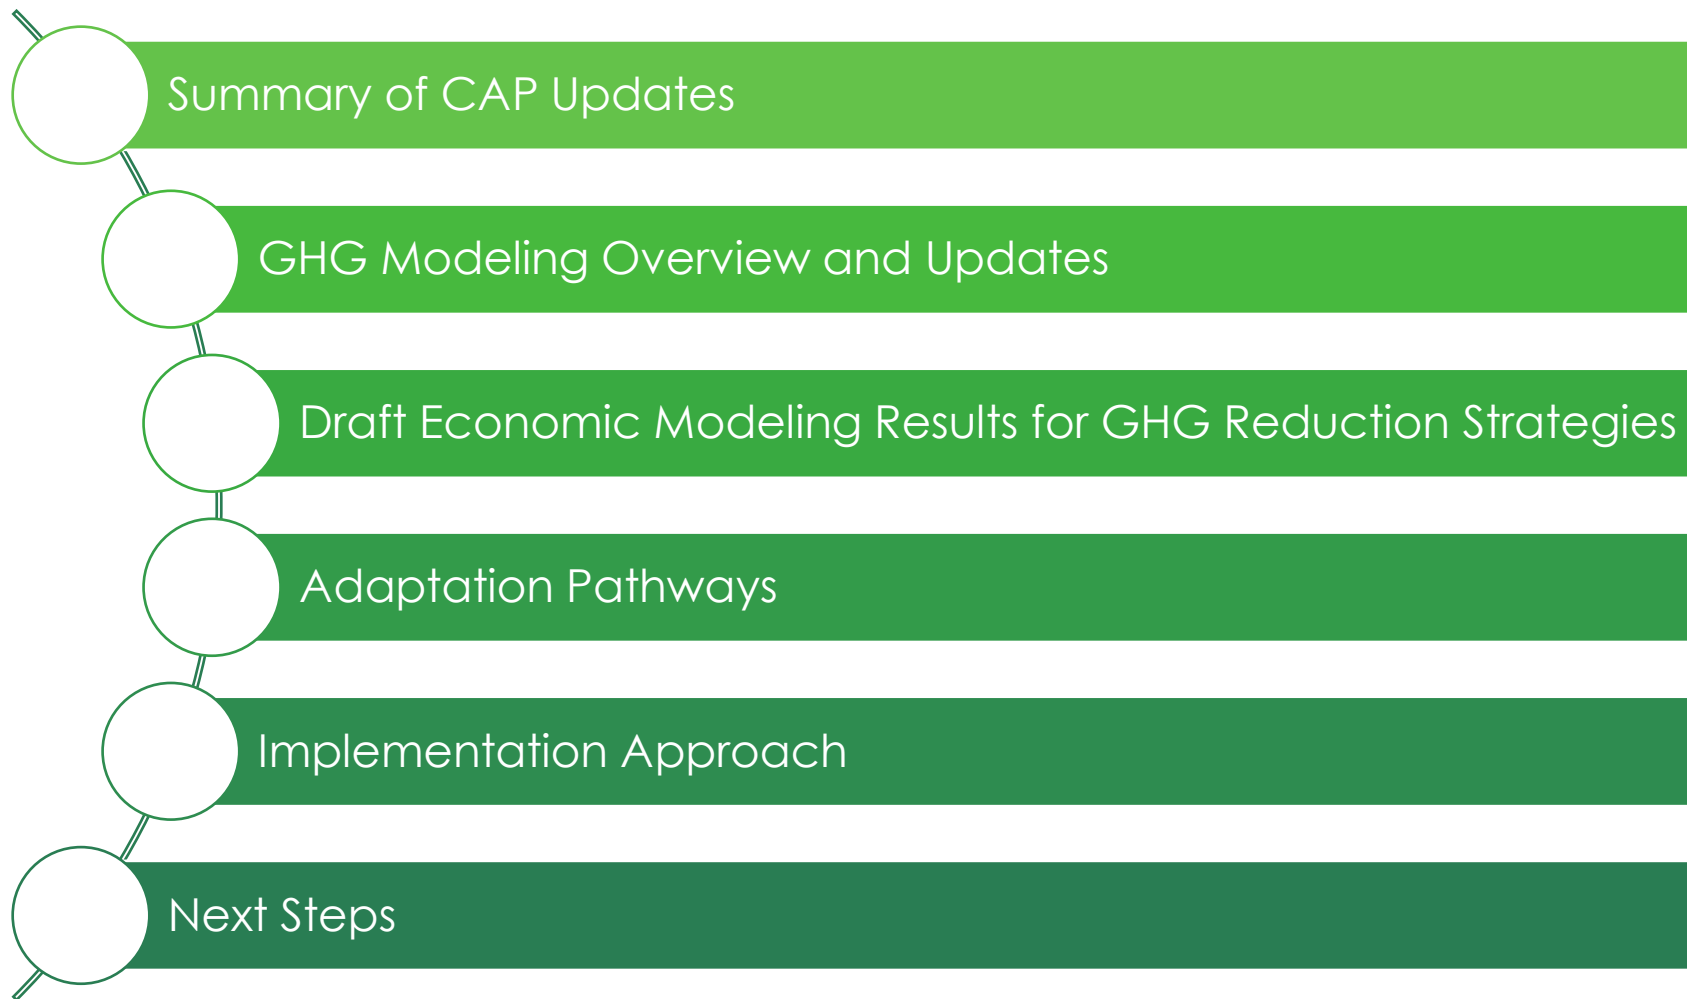 Summary of CAP Updates
GHG Modeling Overview and Updates
Draft Economic Modeling Results for GHG Reduction Strategies
Adaptation Pathways
Implementation Approach
Next Steps